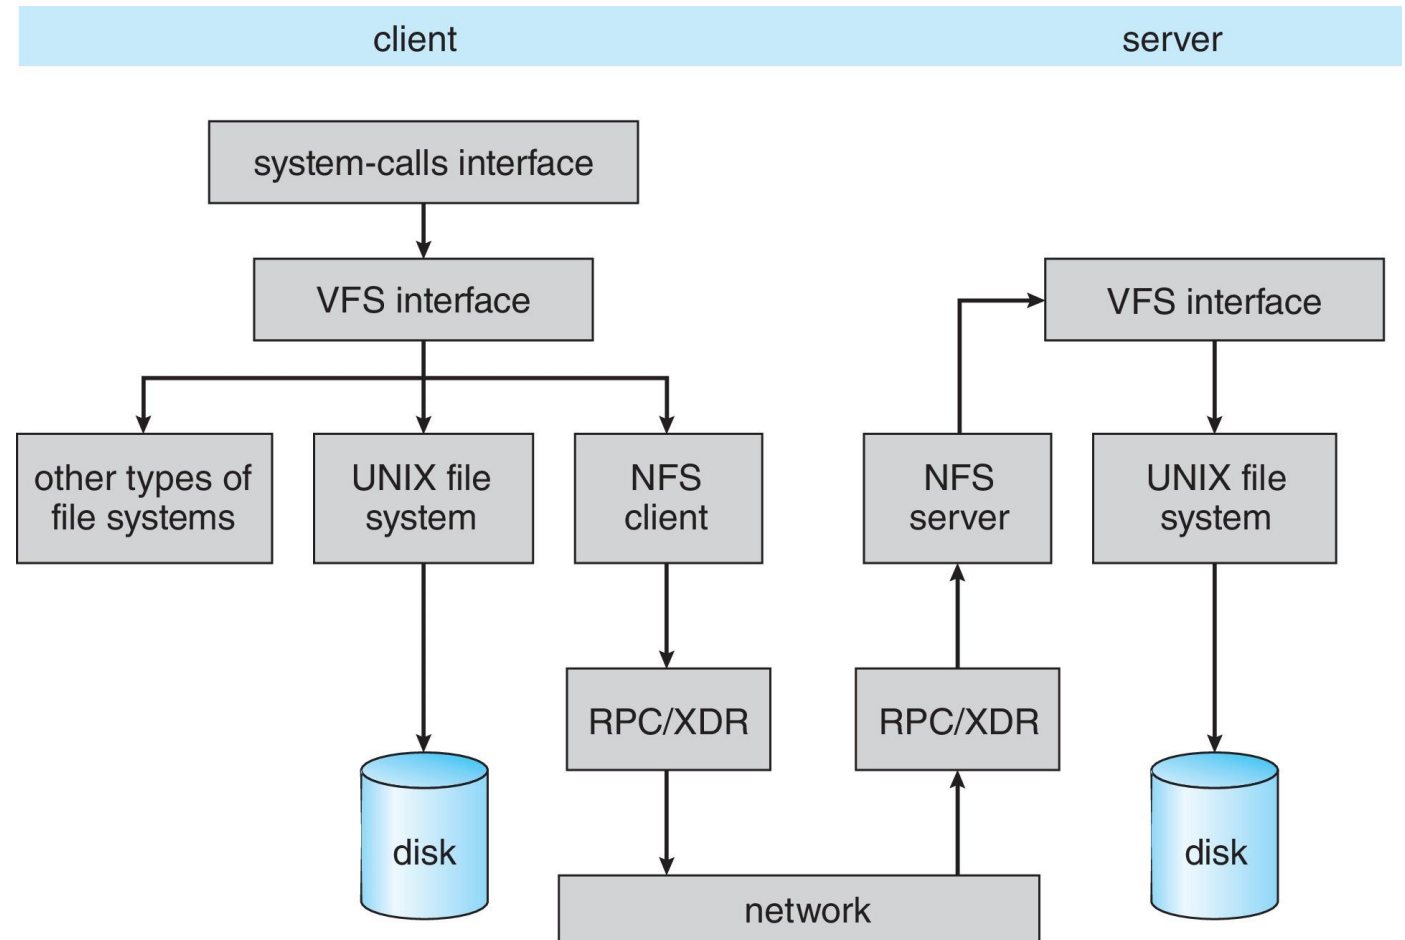 client
server
system-calls interface
VFS interface
VFS interface
other types of
file systems
UNIX file
system
NFS
client
NFS
server
UNIX file
system
RPC/XDR
RPC/XDR
disk
disk
network